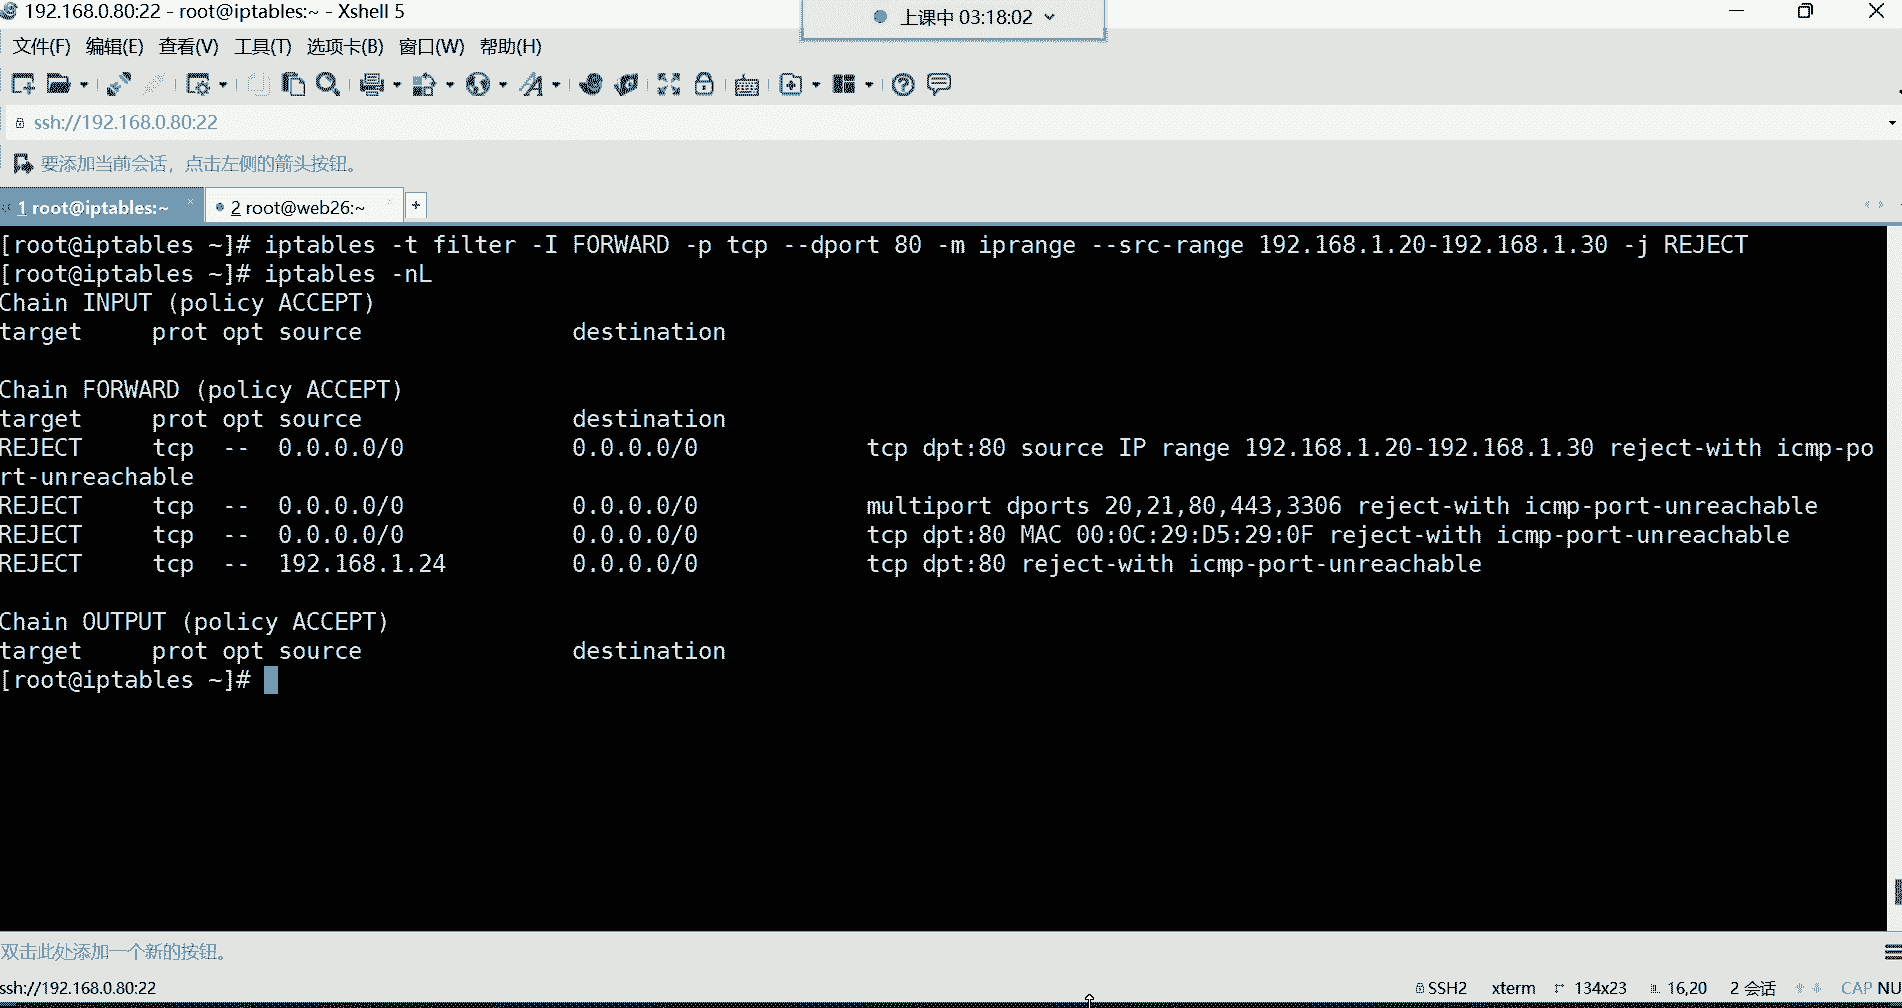 192.168.0.80:22 - root@iptables:~ - Xshell 5
上课中 03:18:02
文件(F) 编辑(E) 查看(V) 工具(T) 选项卡(B) 窗口(W) 帮助(H)
ssh://192.168.0.80:22
要添加当前会话，点击左侧的箭头按钮。
1 root@iptables:~ × 2 root@web26:~ +
[root@iptables ~]# iptables -t filter -I FORWARD -p tcp --dport 80 -m iprange --src-range 192.168.1.20-192.168.1.30 -j REJECT
[root@iptables ~]# iptables -nL
Chain INPUT (policy ACCEPT)
target     prot opt source               destination
Chain FORWARD (policy ACCEPT)
target     prot opt source               destination
REJECT     tcp  --  0.0.0.0/0            0.0.0.0/0            tcp dpt:80 source IP range 192.168.1.20-192.168.1.30 reject-with icmp-po
rt-unreachable
REJECT     tcp  --  0.0.0.0/0            0.0.0.0/0            multiport dports 20,21,80,443,3306 reject-with icmp-port-unreachable
REJECT     tcp  --  0.0.0.0/0            0.0.0.0/0            tcp dpt:80 MAC 00:0C:29:D5:29:0F reject-with icmp-port-unreachable
REJECT     tcp  --  192.168.1.24         0.0.0.0/0            tcp dpt:80 reject-with icmp-port-unreachable
Chain OUTPUT (policy ACCEPT)
target     prot opt source               destination
[root@iptables ~]#
双击此处添加一个新的按钮。
ssh://192.168.0.80:22 SSH2 xterm 134x23 16,20 2 会话 CAP NU